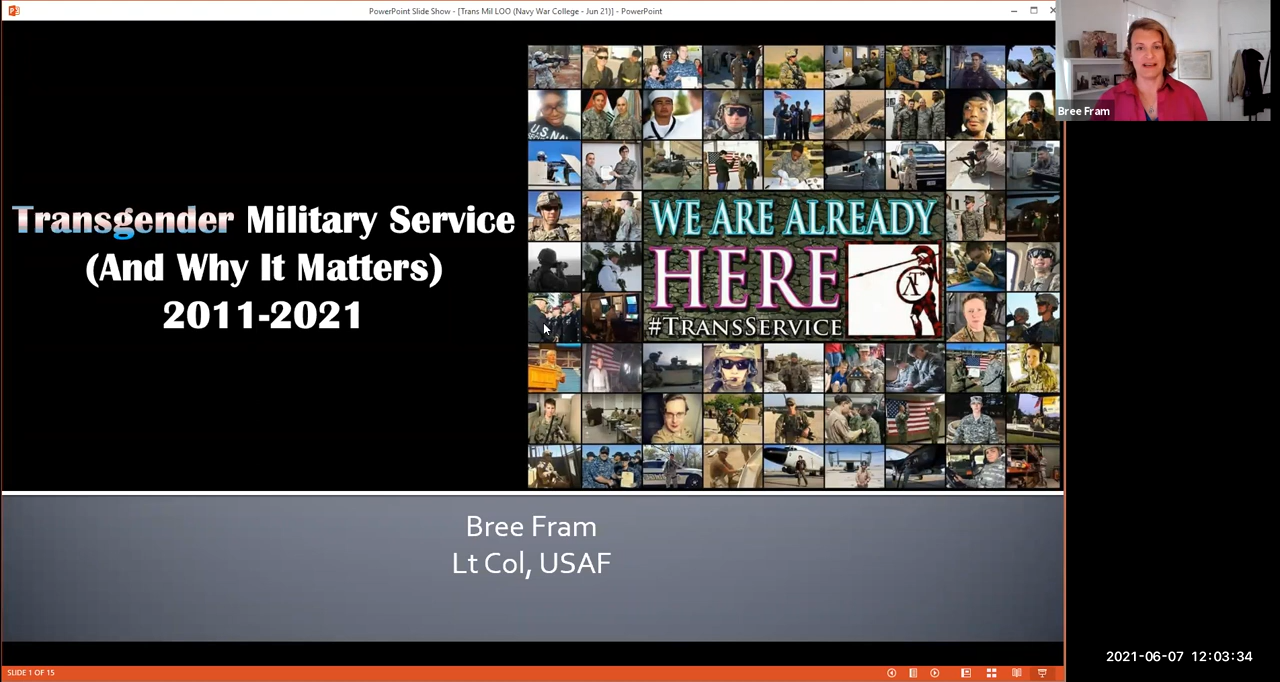 PowerPoint Slide Show - [Trans Mil LOO (Navy War College - Jun 21)] - PowerPoint
Bree Fram
Transgender Military Service
(And Why It Matters)
2011-2021
U.S. NA
WE ARE ALREADY
HERE
#TRANSSERVICE
Bree Fram
Lt Col, USAF
2021-06-07 12:03:34
SLIDE 1 OF 15